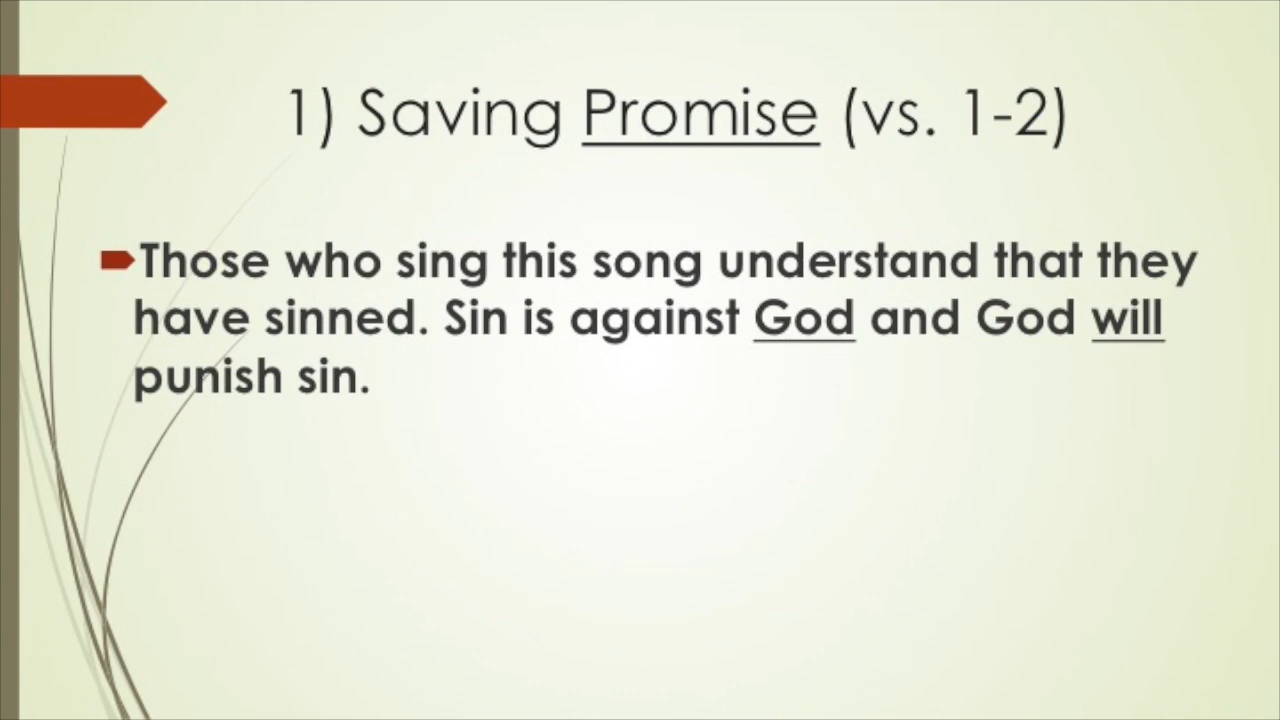 1) Saving Promise (vs. 1-2)
Those who sing this song understand that they
have sinned. Sin is against God and God will
punish sin.